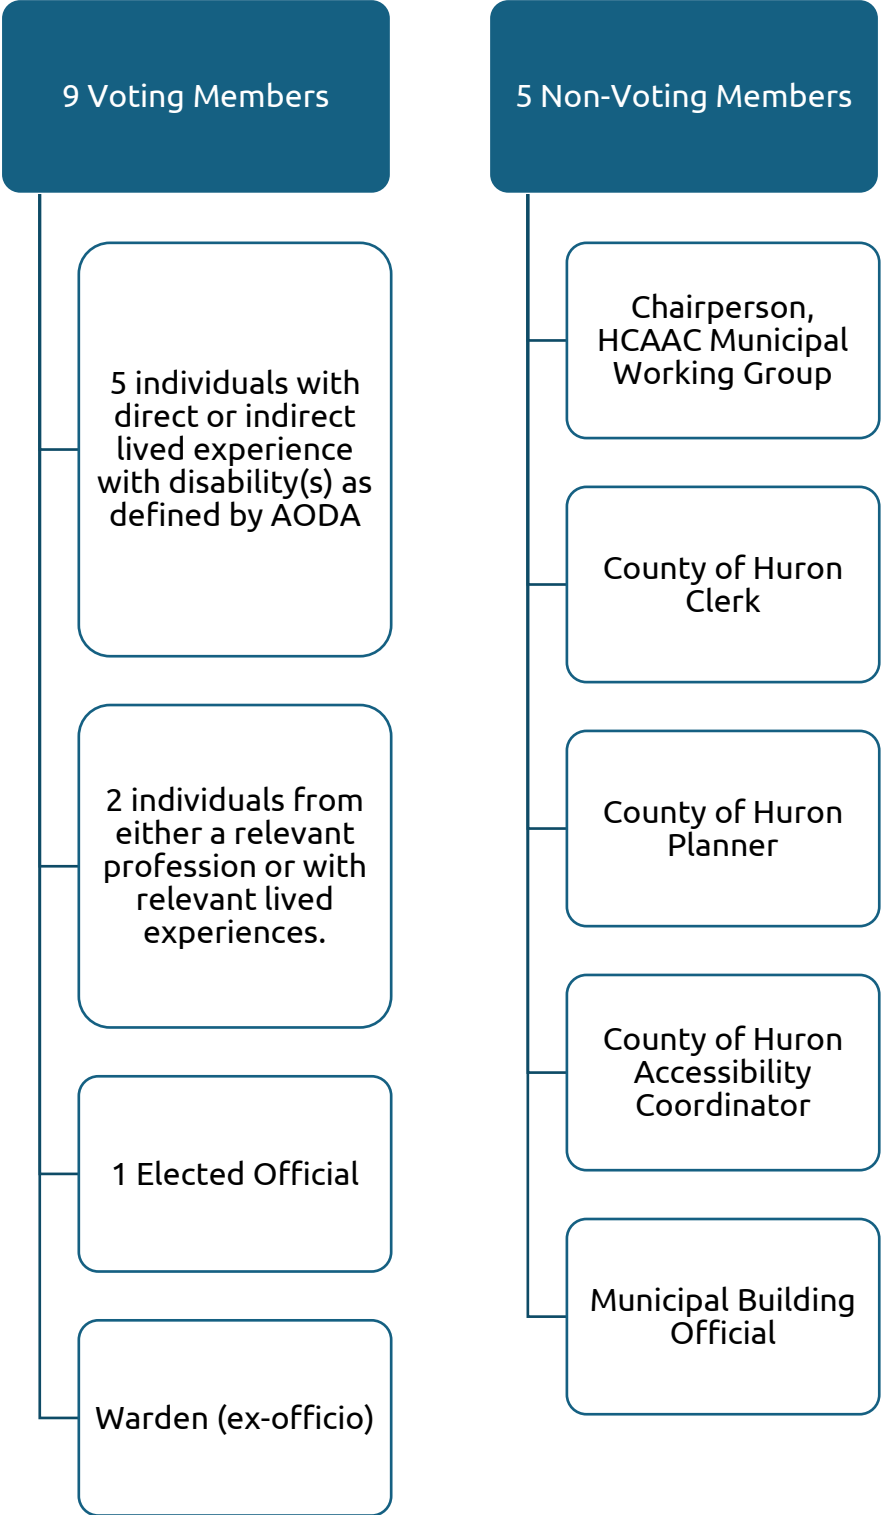 9 Voting Members
5 individuals with
direct or indirect
lived experience
with disability(s) as
defined by AODA
2 individuals from
either a relevant
profession or with
relevant lived
experiences.
1 Elected Official
Warden (ex-officio)
5 Non-Voting Members
Chairperson,
HCAAC Municipal
Working Group
County of Huron
Clerk
County of Huron
Planner
County of Huron
Accessibility
Coordinator
Municipal Building
Official